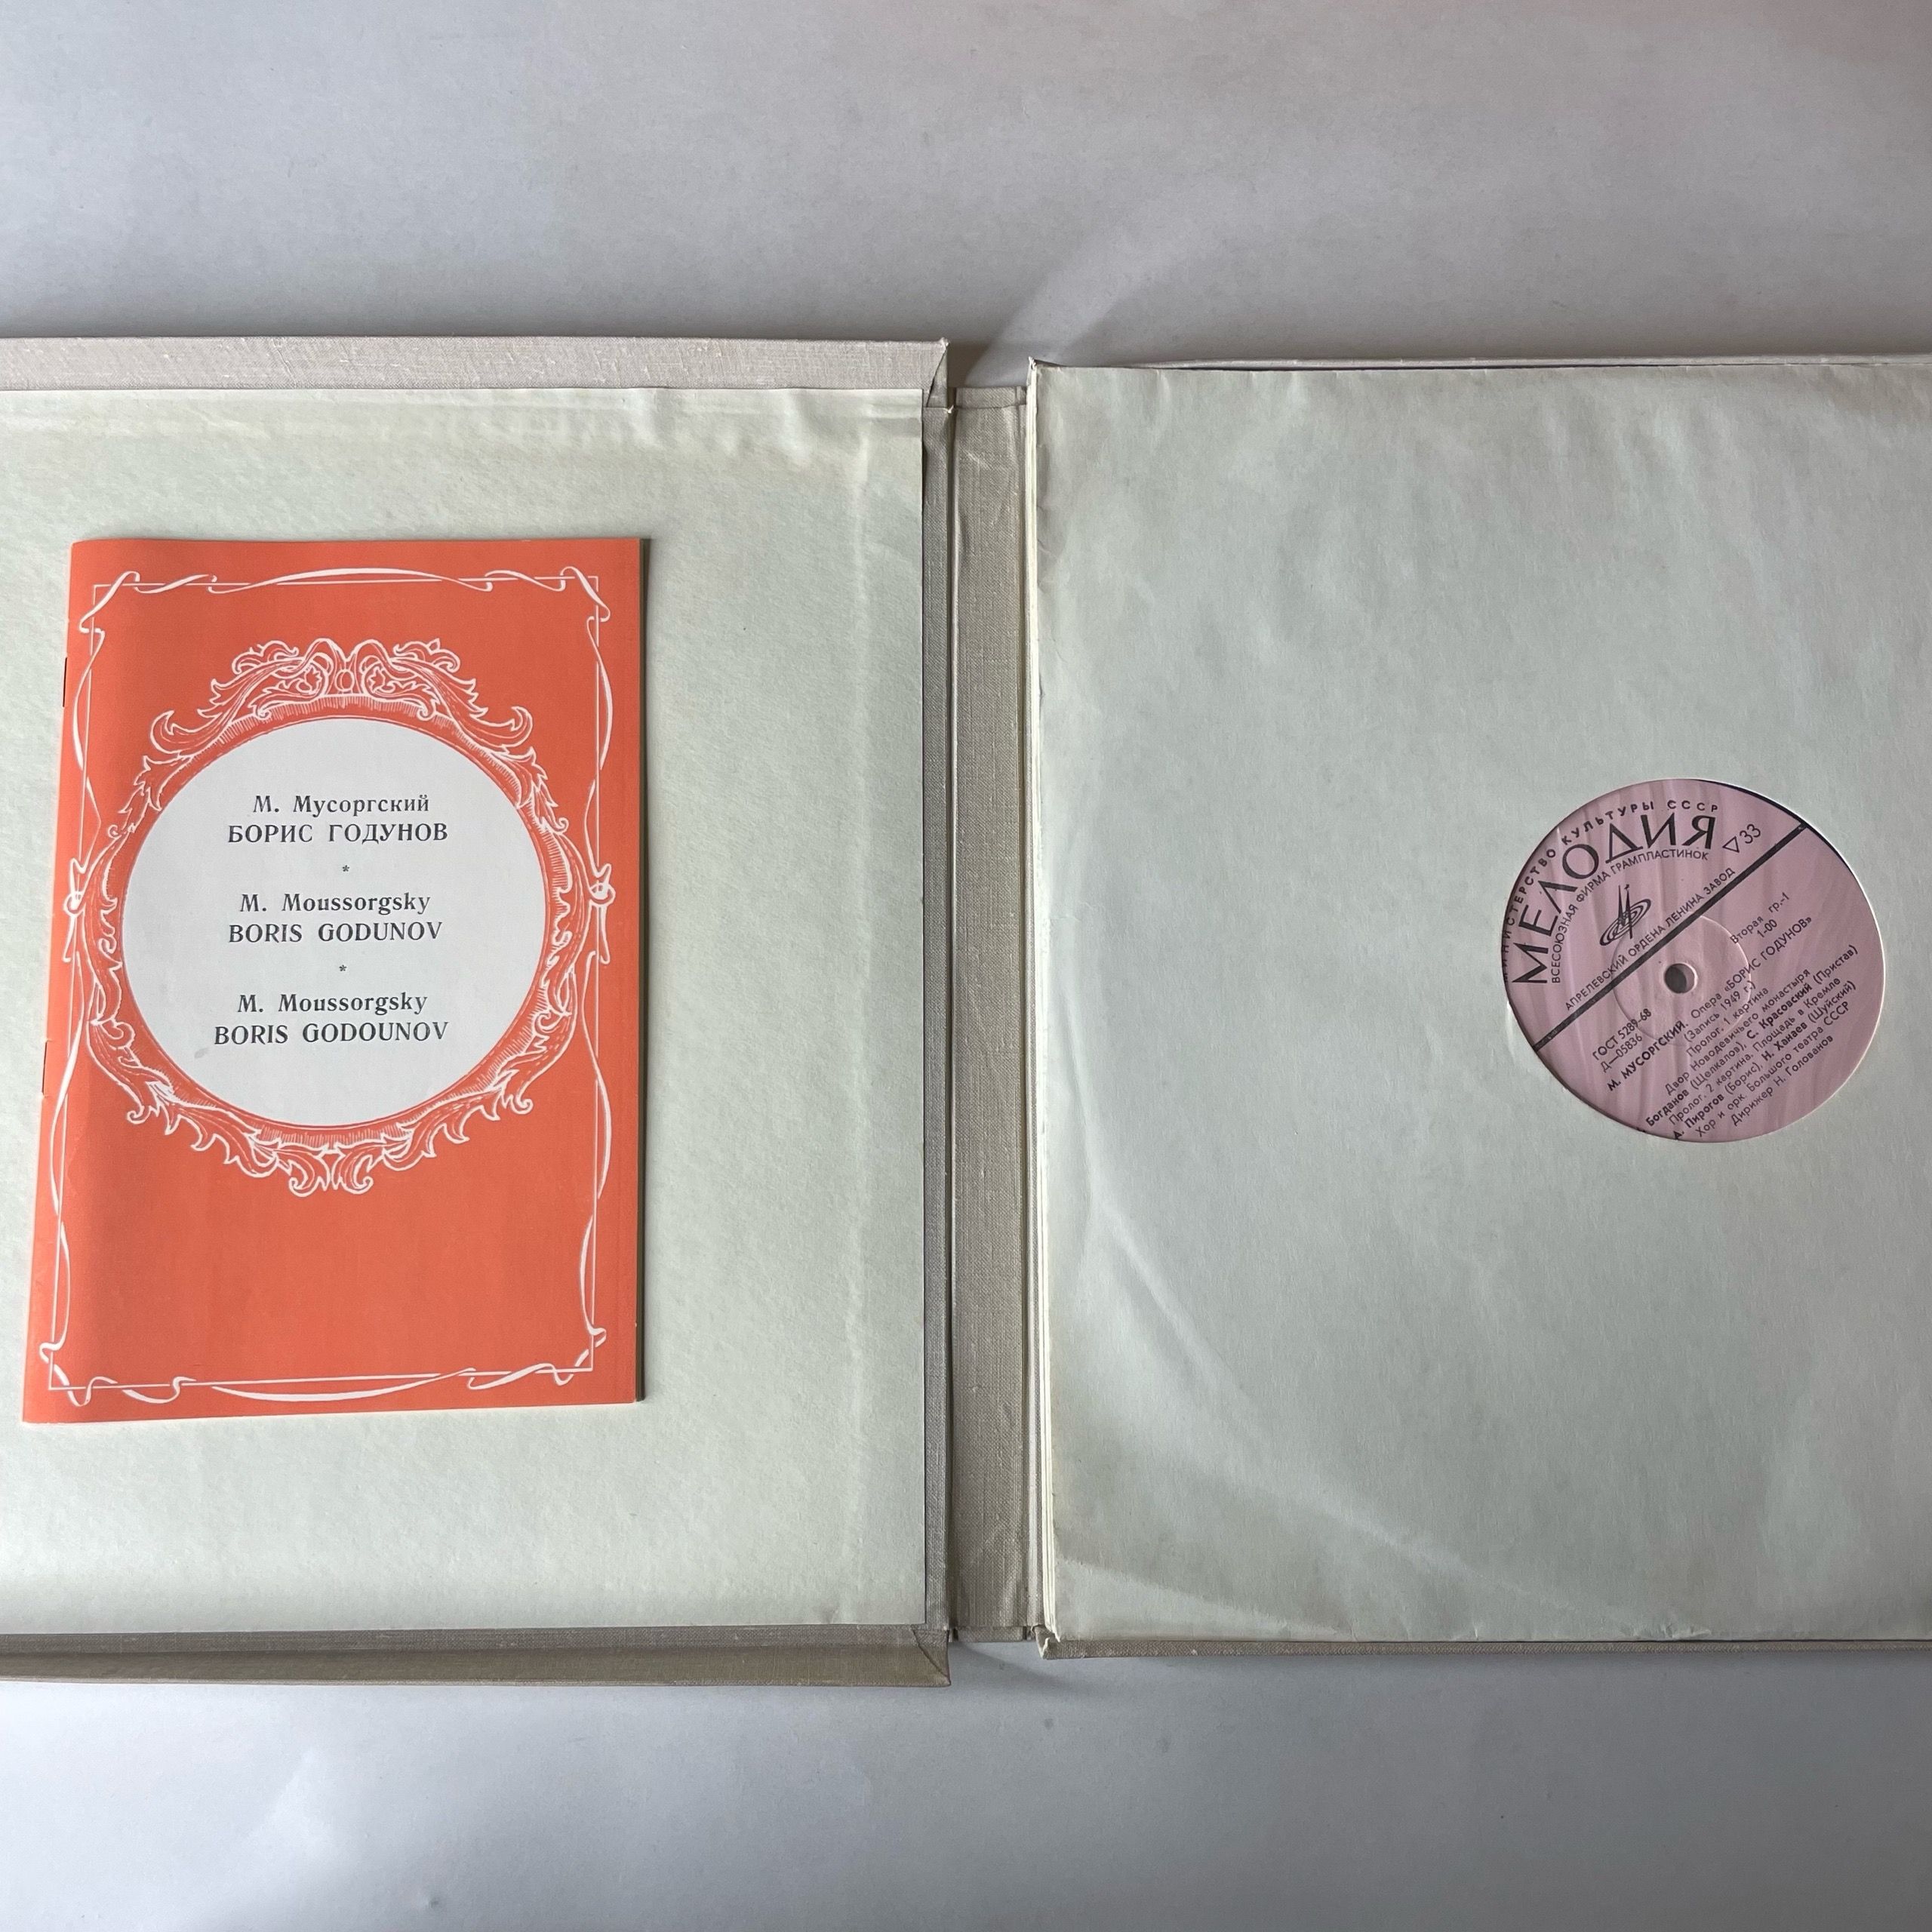 М. Мусоргский
БОРИС ГОДУНОВ
*
M. Moussorgsky
BORIS GODUNOV
*
M. Moussorgsky
BORIS GODOUNOV
МИНИСТЕРСТВО КУЛЬТУРЫ СССР
МЕЛОДИЯ
ВСЕСОЮЗНАЯ ФИРМА ГРАМПЛАСТИНОК
▽33
АПРЕЛЕВСКИЙ ОРДЕНА ЛЕНИНА ЗАВОД
Вторая гр.-1
1-00
ГОСТ 5289-68
Д—05836
М. МУСОРГСКИЙ. Опера «БОРИС ГОДУНОВ»
(Запись 1949 г.)
Пролог, 1 картина
Двор Новодевичьего монастыря
Богданов (Щелкалов), С. Красовский (Пристав)
Пролог, 2 картина. Площадь в Кремле
А. Пирогов (Борис), Н. Ханаев (Шуйский)
Хор и орк. Большого театра СССР
Дирижер Н. Голованов